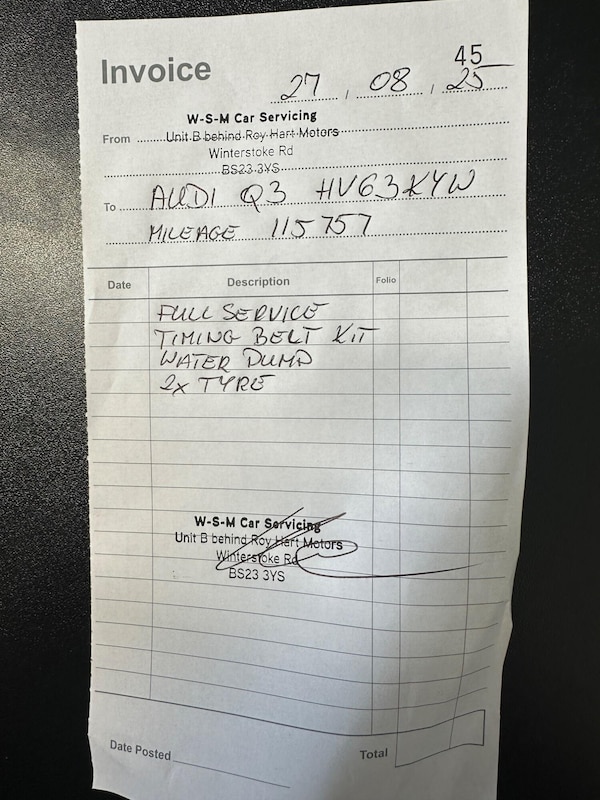 45
Invoice 27 , 08 , 25
W-S-M Car Servicing
From Unit B behind Roy Hart Motors
Winterstoke Rd
BS23 3YS
To AUDI Q3 HV63KYW
MILEAGE 115757
Date Description Folio
FULL SERVICE
TIMING BELT KIT
WATER PUMP
2x TYRE
W-S-M Car Servicing
Unit B behind Roy Hart Motors
Winterstoke Rd
BS23 3YS
Date Posted Total